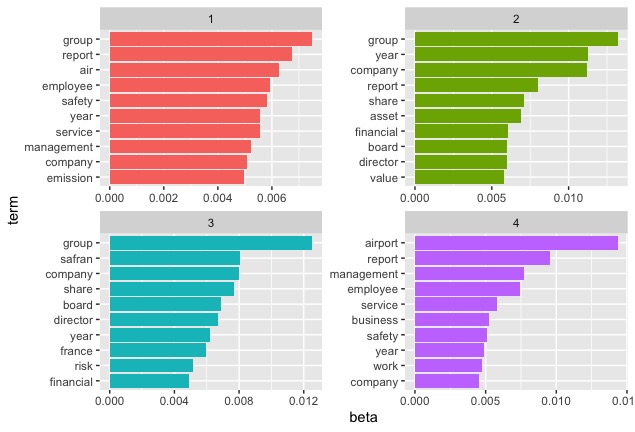 1
group
report
air
employee
safety
year
service
management
company
emission
0.000 0.002 0.004 0.006
2
group
year
company
report
share
asset
financial
board
director
value
0.000 0.005 0.010
term
3
group
safran
company
share
board
director
year
france
risk
financial
0.000 0.004 0.008 0.012
4
airport
report
management
employee
service
business
safety
year
work
company
0.000 0.005 0.010
beta